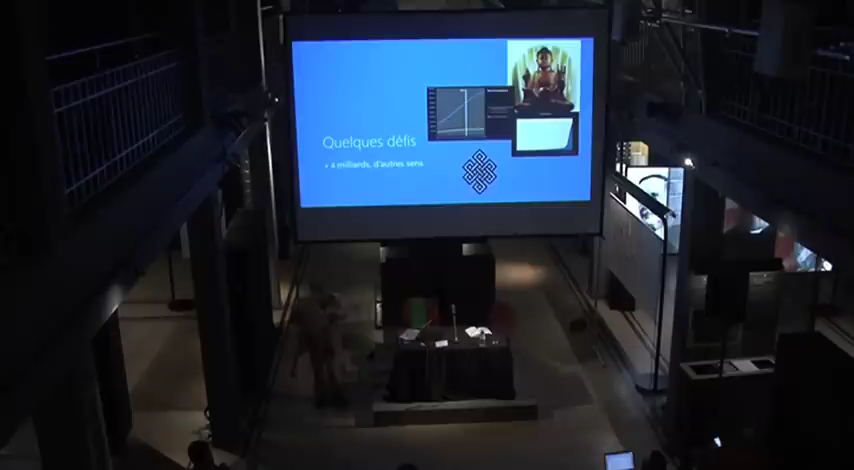 Quelques défis
• 4 milliards, d'autres sens